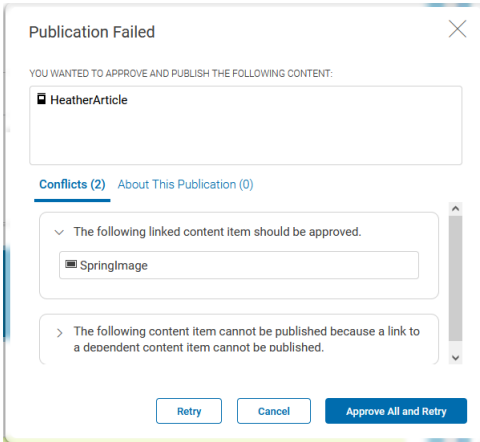 Publication Failed
YOU WANTED TO APPROVE AND PUBLISH THE FOLLOWING CONTENT:
HeatherArticle
Conflicts (2) About This Publication (0)
The following linked content item should be approved.
SpringImage
The following content item cannot be published because a link to
a dependent content item cannot be published.
Retry Cancel Approve All and Retry